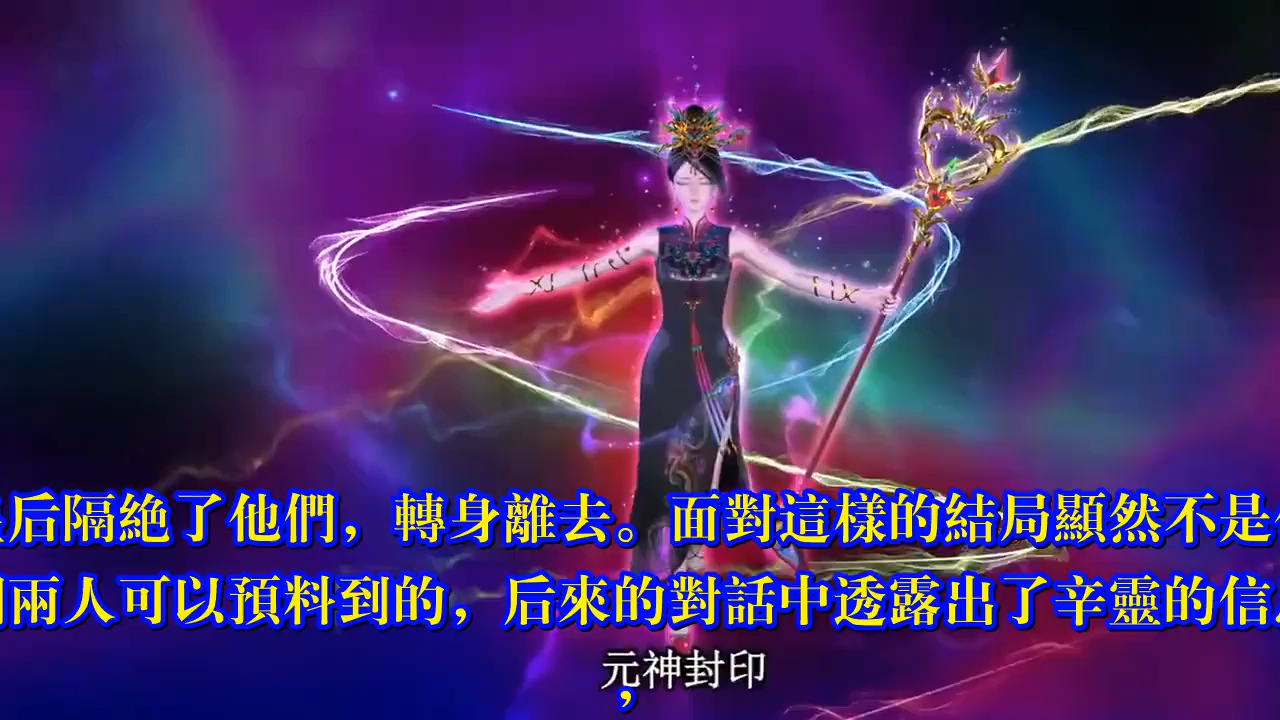 后隔絶了他們，轉身離去。面對這樣的結局顯然不是
兩人可以預料到的，后來的對話中透露出了辛靈的信
元神封印
，